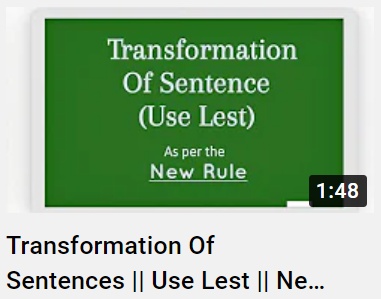 Transformation
Of Sentence
(Use Lest)
As per the
New Rule
1:48
Transformation Of
Sentences || Use Lest || Ne...